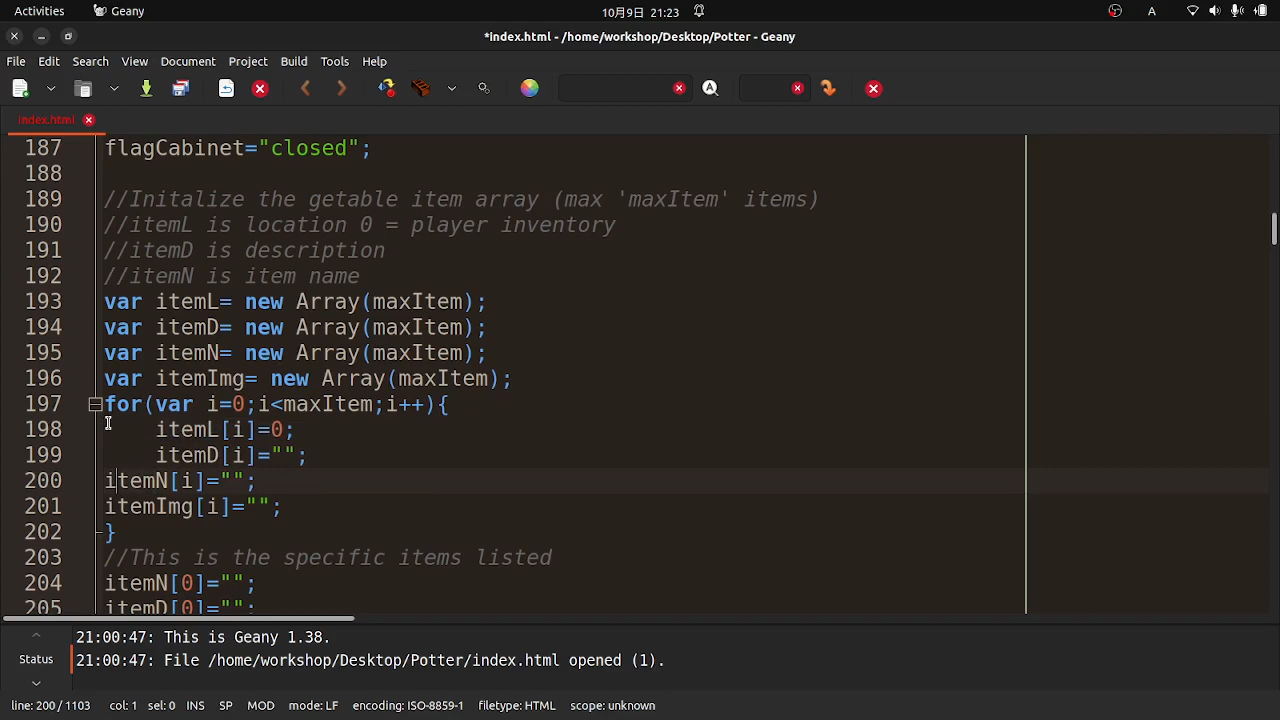 Activities Geany 10月9日 21:23 A
*index.html - /home/workshop/Desktop/Potter - Geany
File Edit Search View Document Project Build Tools Help
index.html
187 flagCabinet="closed";
188
189 //Initalize the getable item array (max 'maxItem' items)
190 //itemL is location 0 = player inventory
191 //itemD is description
192 //itemN is item name
193 var itemL= new Array(maxItem);
194 var itemD= new Array(maxItem);
195 var itemN= new Array(maxItem);
196 var itemImg= new Array(maxItem);
197 for(var i=0;i<maxItem;i++){
198 itemL[i]=0;
199 itemD[i]="";
200 itemN[i]="";
201 itemImg[i]="";
202 }
203 //This is the specific items listed
204 itemN[0]="";
205 itemD[0]="";
21:00:47: This is Geany 1.38.
Status 21:00:47: File /home/workshop/Desktop/Potter/index.html opened (1).
line: 200 / 1103 col: 1 sel: 0 INS SP MOD mode: LF encoding: ISO-8859-1 filetype: HTML scope: unknown